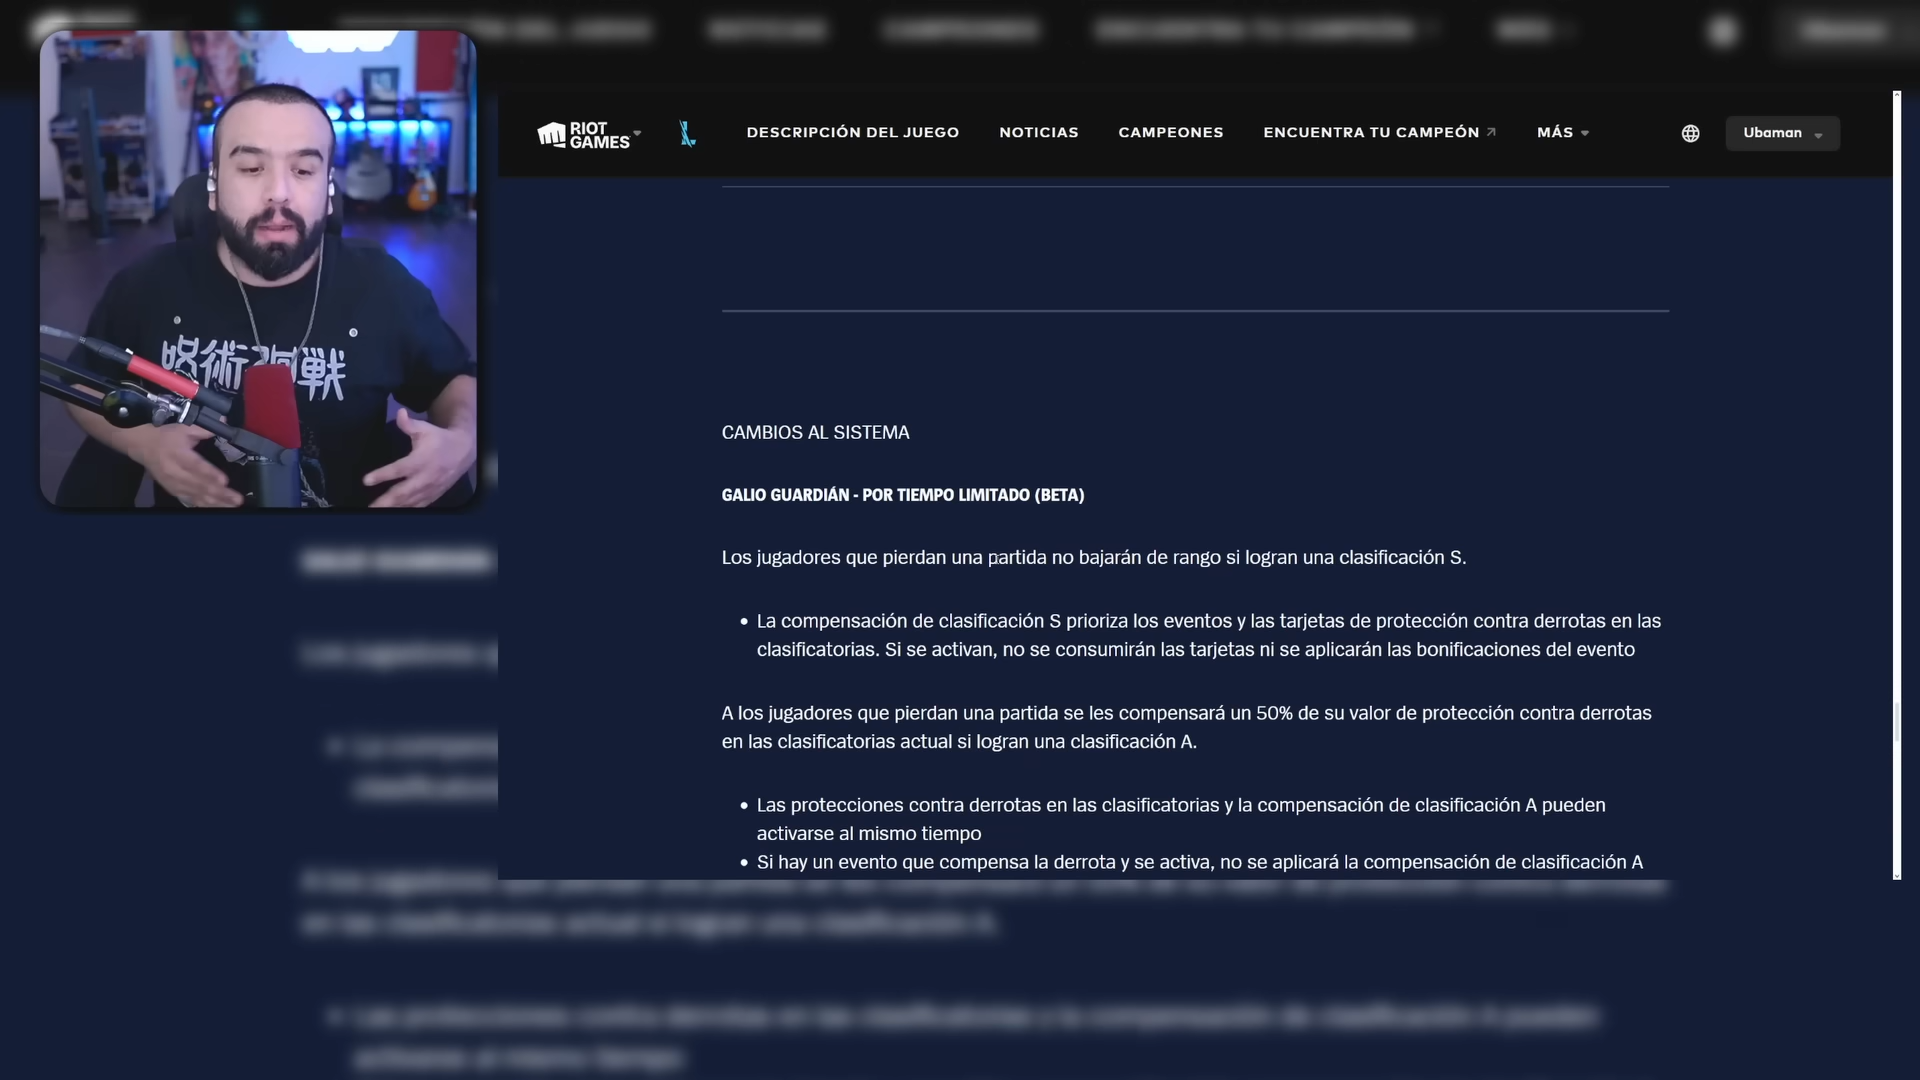 RIOT GAMES
DESCRIPCIÓN DEL JUEGO
NOTICIAS
CAMPEONES
ENCUENTRA TU CAMPEÓN
MÁS
Ubaman
呪術廻戦
CAMBIOS AL SISTEMA
GALIO GUARDIÁN - POR TIEMPO LIMITADO (BETA)
Los jugadores que pierdan una partida no bajarán de rango si logran una clasificación S.
• La compensación de clasificación S prioriza los eventos y las tarjetas de protección contra derrotas en las
clasificatorias. Si se activan, no se consumirán las tarjetas ni se aplicarán las bonificaciones del evento
A los jugadores que pierdan una partida se les compensará un 50% de su valor de protección contra derrotas
en las clasificatorias actual si logran una clasificación A.
• Las protecciones contra derrotas en las clasificatorias y la compensación de clasificación A pueden
activarse al mismo tiempo
• Si hay un evento que compensa la derrota y se activa, no se aplicará la compensación de clasificación A